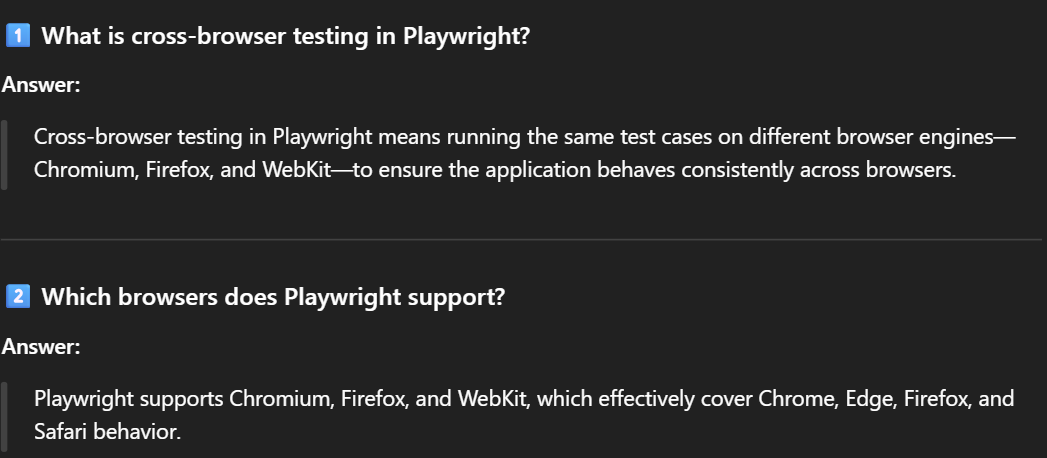 1 What is cross-browser testing in Playwright?
Answer:
Cross-browser testing in Playwright means running the same test cases on different browser engines—
Chromium, Firefox, and WebKit—to ensure the application behaves consistently across browsers.
2 Which browsers does Playwright support?
Answer:
Playwright supports Chromium, Firefox, and WebKit, which effectively cover Chrome, Edge, Firefox, and
Safari behavior.